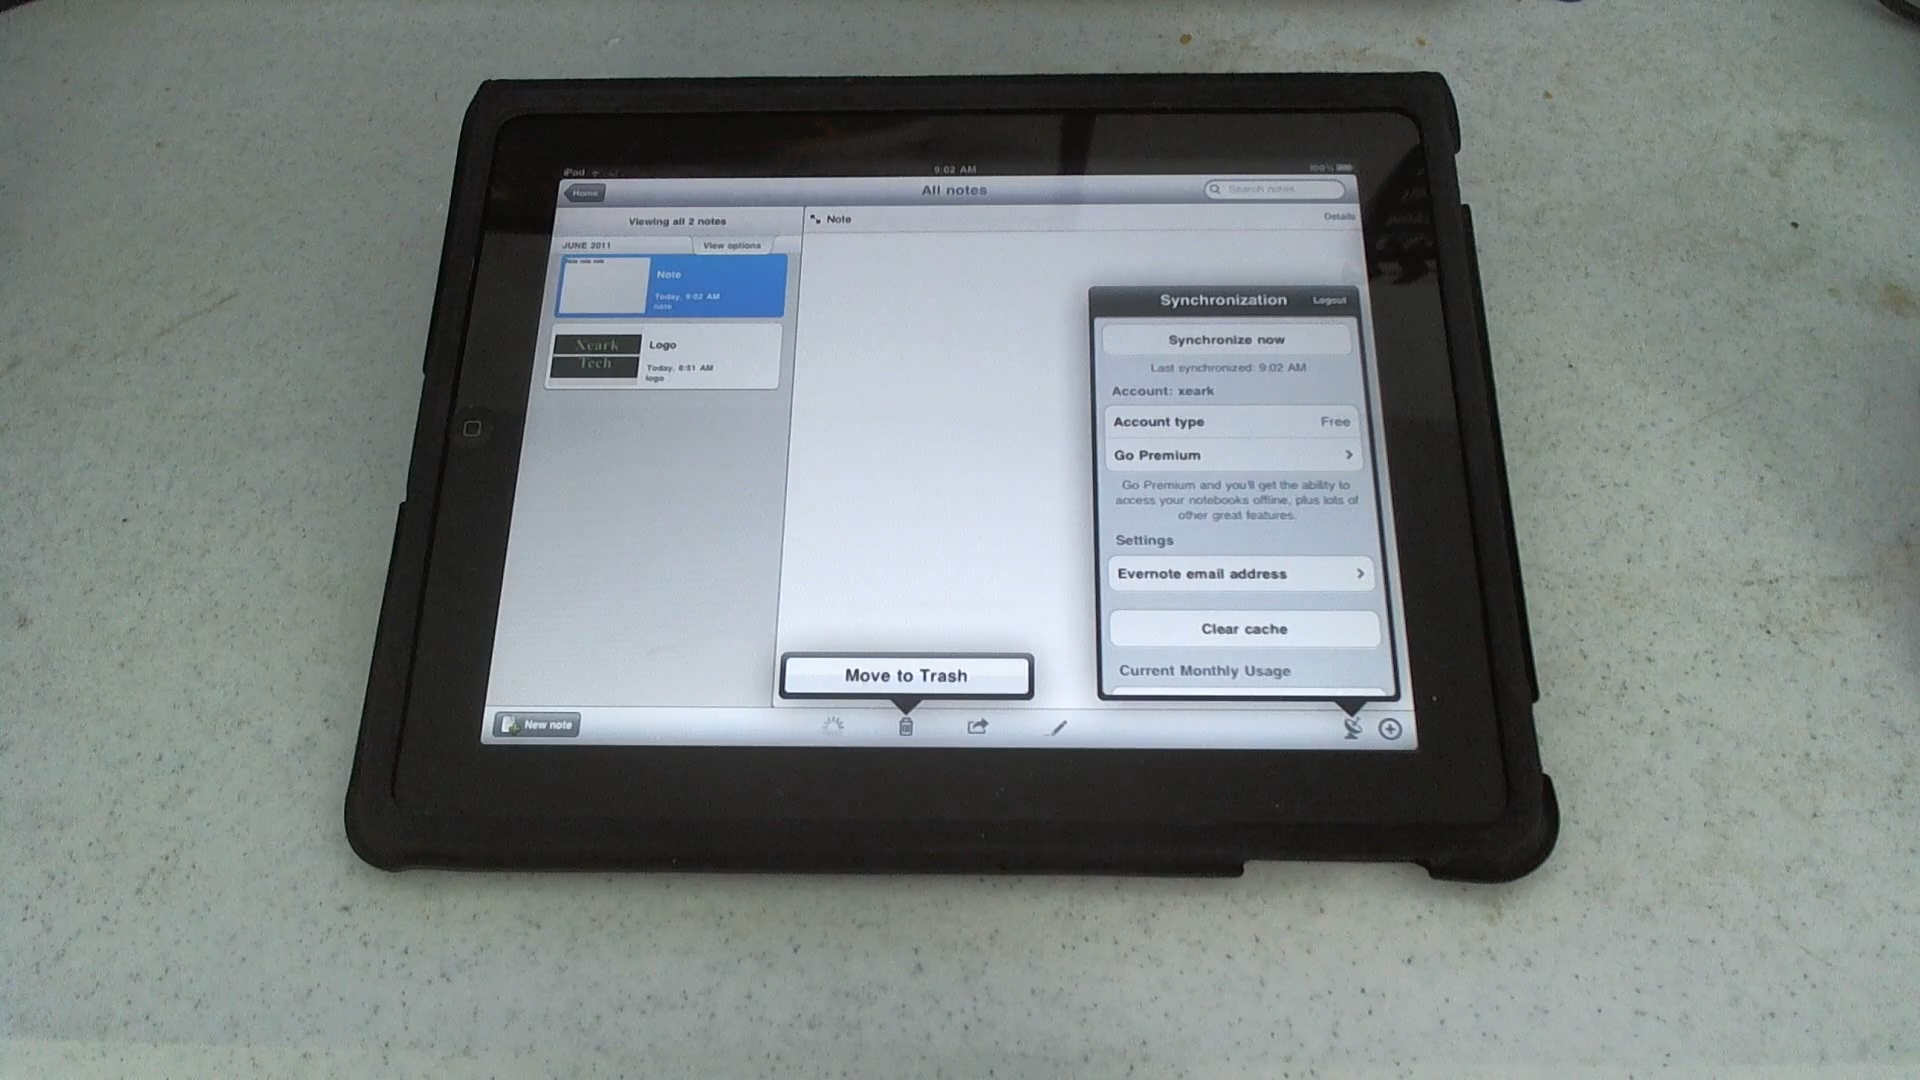 iPad
9:02 AM
100%
Home
All notes
Search notes
Viewing all 2 notes
JUNE 2011
View options
Note
Today, 9:02 AM
note
Xeark
Tech
Logo
Today, 8:51 AM
logo
Note
Details
Synchronization
Logout
Synchronize now
Last synchronized: 9:02 AM
Account: xeark
Account type
Free
Go Premium
Go Premium and you'll get the ability to
access your notebooks offline, plus lots of
other great features.
Settings
Evernote email address
Clear cache
Current Monthly Usage
Move to Trash
New note